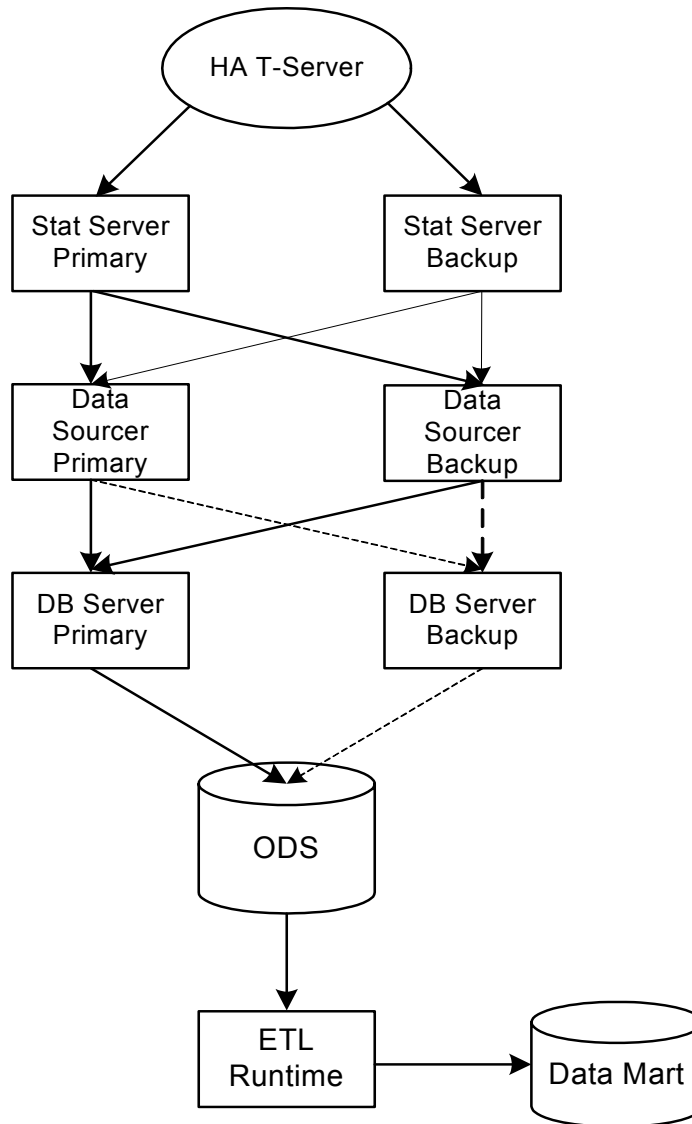 HA T-Server
Stat Server
Primary
Stat Server
Backup
Data
Sourcer
Primary
Data
Sourcer
Backup
DB Server
Primary
DB Server
Backup
ODS
ETL
Runtime
Data Mart